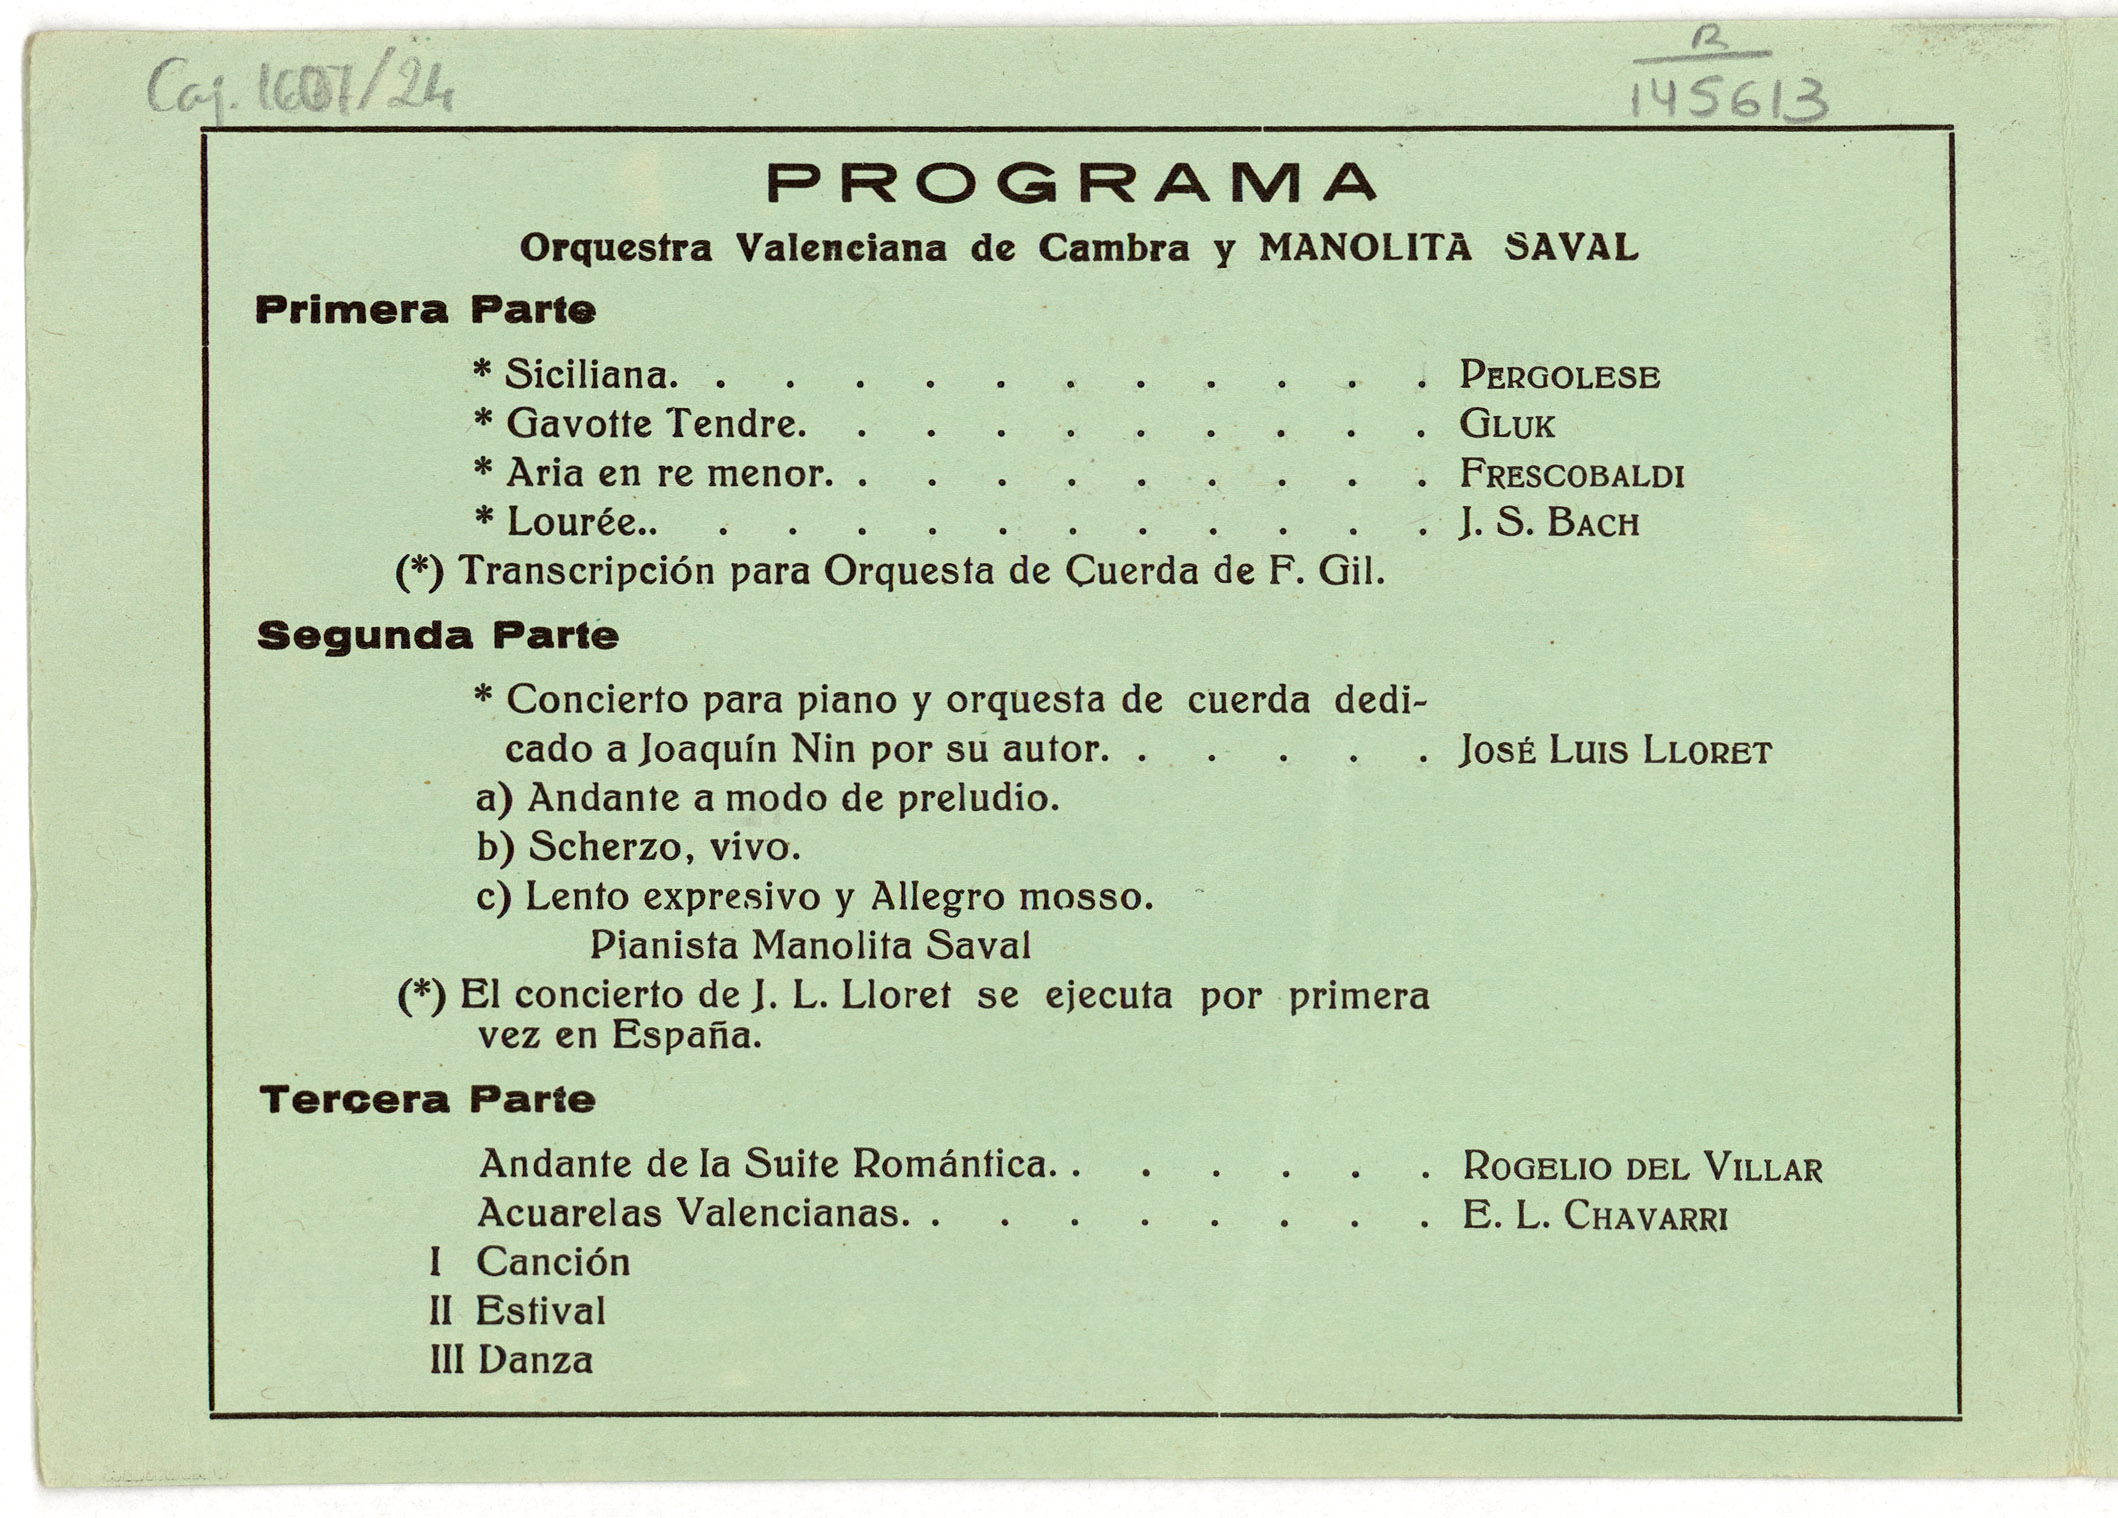 Caj. 1607/24
R
145613
PROGRAMA
Orquestra Valenciana de Cambra y MANOLITA SAVAL
Primera Parte
* Siciliana. . . . . . . . . . . . PERGOLESE
* Gavotte Tendre. . . . . . . . . . GLUK
* Aria en re menor. . . . . . . . . . FRESCOBALDI
* Lourée.. . . . . . . . . . . . J. S. BACH
(*) Transcripción para Orquesta de Cuerda de F. Gil.
Segunda Parte
* Concierto para piano y orquesta de cuerda dedi-
cado a Joaquín Nin por su autor. . . . . . JOSÉ LUIS LLORET
a) Andante a modo de preludio.
b) Scherzo, vivo.
c) Lento expresivo y Allegro mosso.
Pianista Manolita Saval
(*) El concierto de J. L. Lloret se ejecuta por primera
vez en España.
Tercera Parte
Andante de la Suite Romántica. . . . . . . ROGELIO DEL VILLAR
Acuarelas Valencianas. . . . . . . . . E. L. CHAVARRI
I Canción
II Estival
III Danza